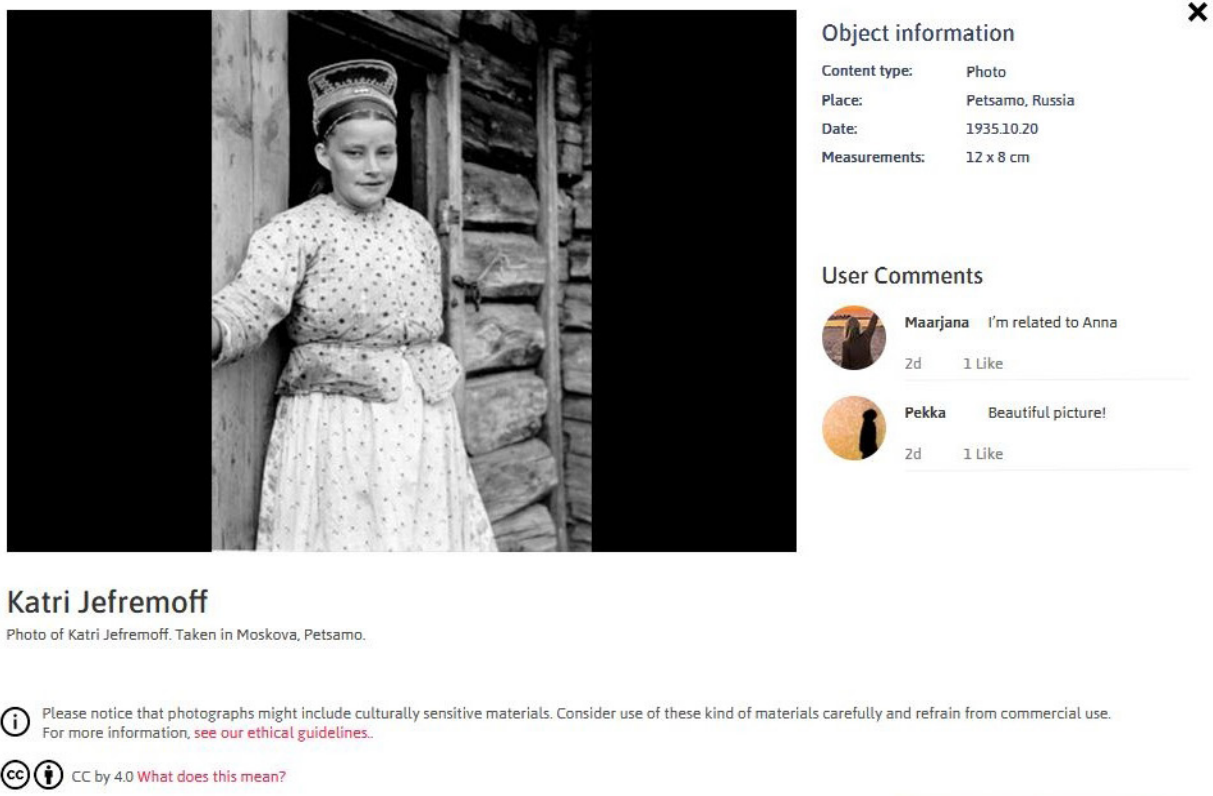 Object information
Content type: Photo
Place: Petsamo, Russia
Date: 1935.10.20
Measurements: 12 x 8 cm
User Comments
Maarjana I'm related to Anna
2d 1 Like
Pekka Beautiful picture!
2d 1 Like
Katri Jefremoff
Photo of Katri Jefremoff. Taken in Moskova, Petsamo.
Please notice that photographs might include culturally sensitive materials. Consider use of these kind of materials carefully and refrain from commercial use.
For more information, see our ethical guidelines..
cc CC by 4.0 What does this mean?